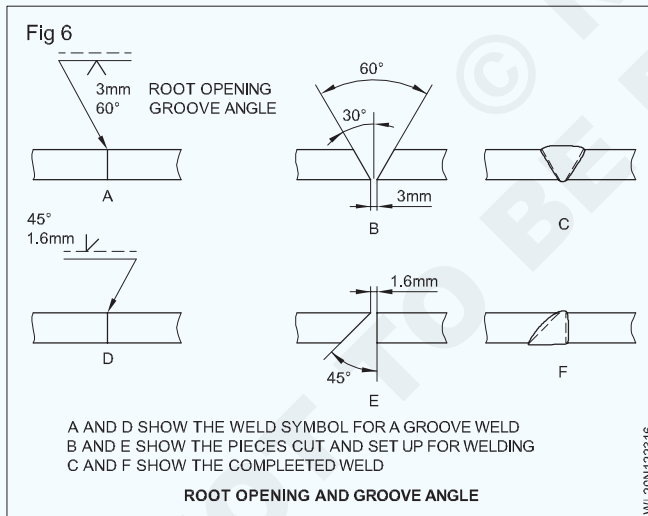 Fig 6
3mm ROOT OPENING
60° GROOVE ANGLE
A
60°
30°
3mm
B
C
45°
1.6mm
D
1.6mm
45°
E
F
A AND D SHOW THE WELD SYMBOL FOR A GROOVE WELD
B AND E SHOW THE PIECES CUT AND SET UP FOR WELDING
C AND F SHOW THE COMPLEETED WELD
ROOT OPENING AND GROOVE ANGLE